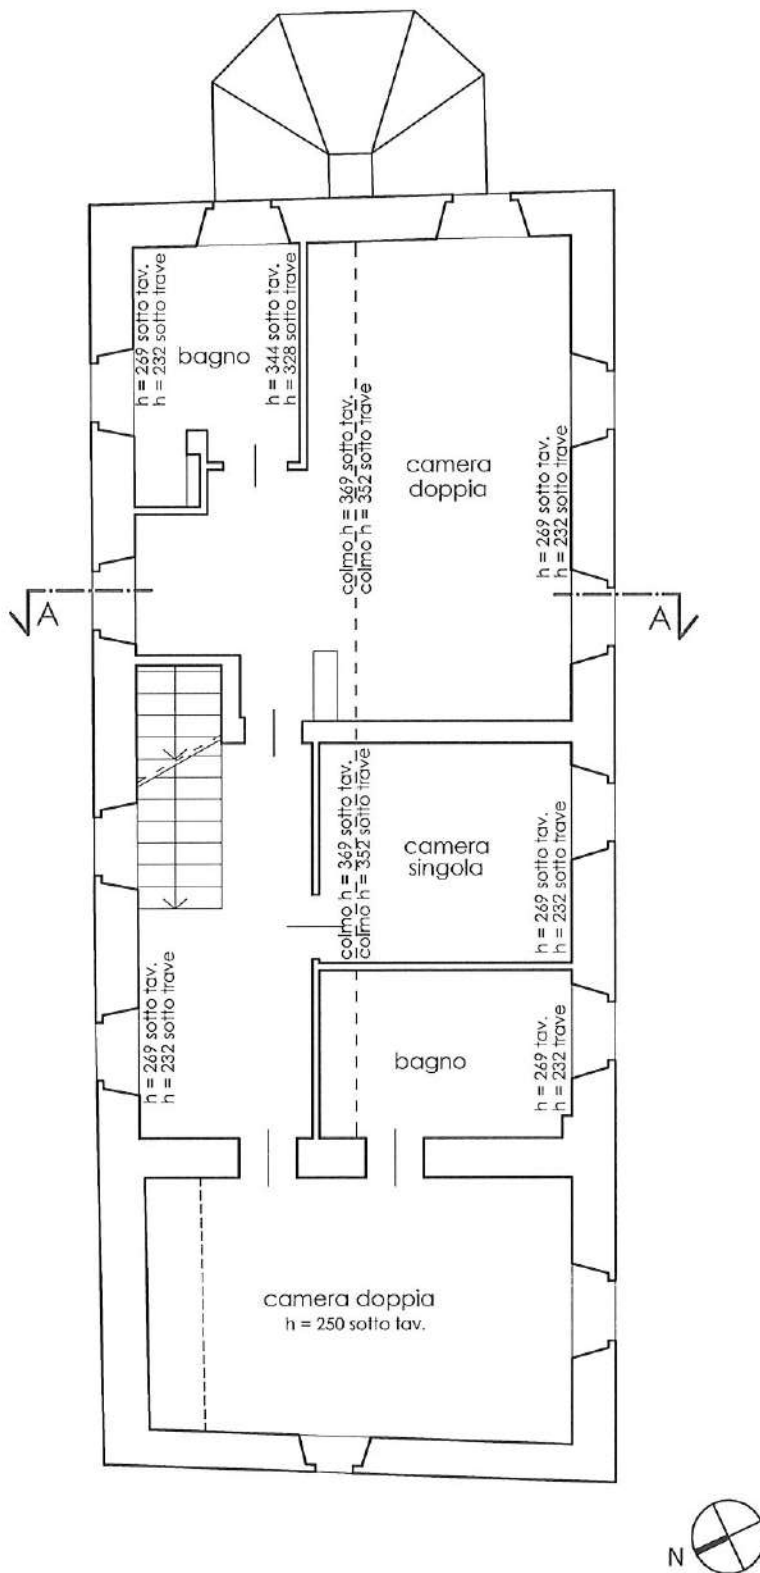 h = 269 sotto tav.
h = 232 sotto trave
bagno
h = 344 sotto tav.
h = 328 sotto trave
colmo h = 369 sotto tav.
colmo h = 352 sotto trave
camera
doppia
h = 269 sotto tav.
h = 232 sotto trave
A
A
colmo h = 369 sotto tav.
colmo h = 352 sotto trave
camera
singola
h = 269 sotto tav.
h = 232 sotto trave
h = 269 sotto tav.
h = 232 sotto trave
bagno
h = 269 tav.
h = 232 trave
camera doppia
h = 250 sotto tav.
N